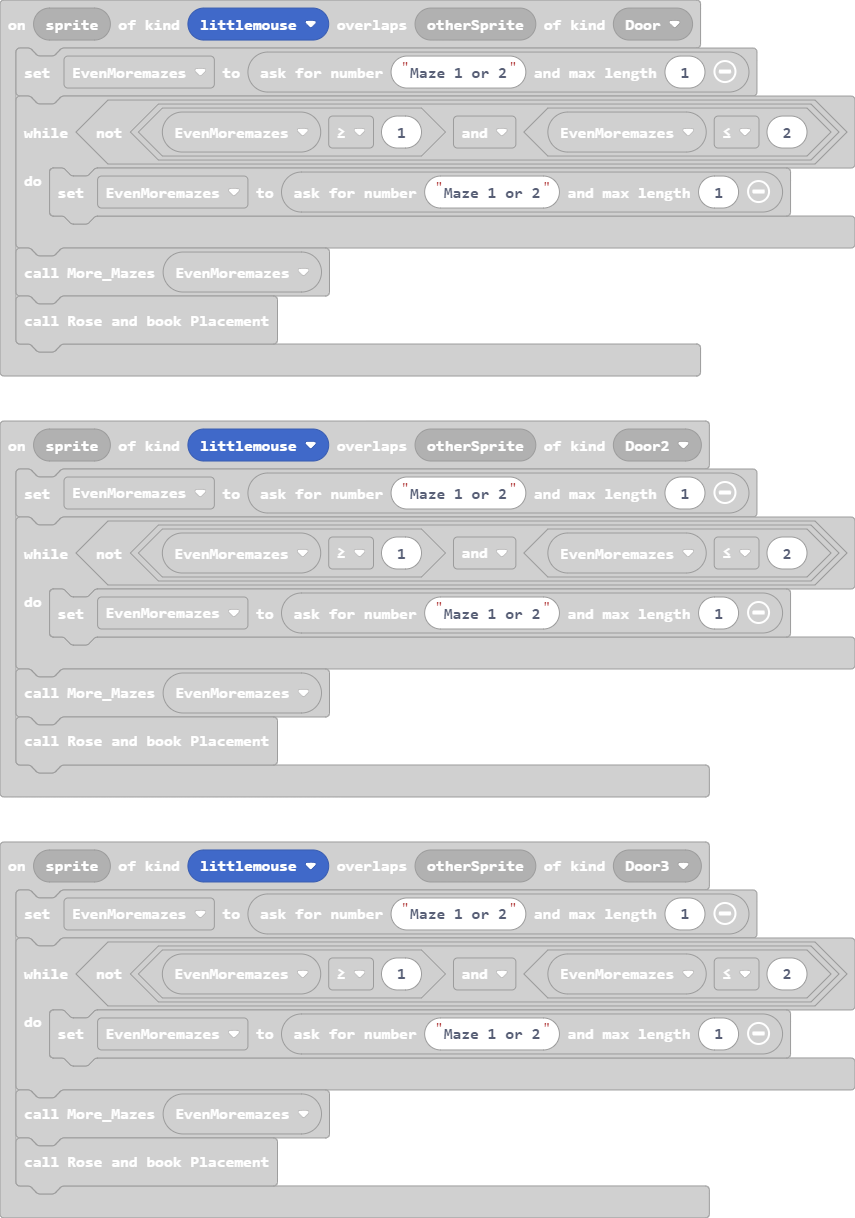 on sprite of kind littlemouse overlaps otherSprite of kind Door
set EvenMoremazes to ask for number "Maze 1 or 2" and max length 1
while not EvenMoremazes ≥ 1 and EvenMoremazes ≤ 2
do set EvenMoremazes to ask for number "Maze 1 or 2" and max length 1
call More_Mazes EvenMoremazes
call Rose and book Placement
on sprite of kind littlemouse overlaps otherSprite of kind Door2
set EvenMoremazes to ask for number "Maze 1 or 2" and max length 1
while not EvenMoremazes ≥ 1 and EvenMoremazes ≤ 2
do set EvenMoremazes to ask for number "Maze 1 or 2" and max length 1
call More_Mazes EvenMoremazes
call Rose and book Placement
on sprite of kind littlemouse overlaps otherSprite of kind Door3
set EvenMoremazes to ask for number "Maze 1 or 2" and max length 1
while not EvenMoremazes ≥ 1 and EvenMoremazes ≤ 2
do set EvenMoremazes to ask for number "Maze 1 or 2" and max length 1
call More_Mazes EvenMoremazes
call Rose and book Placement